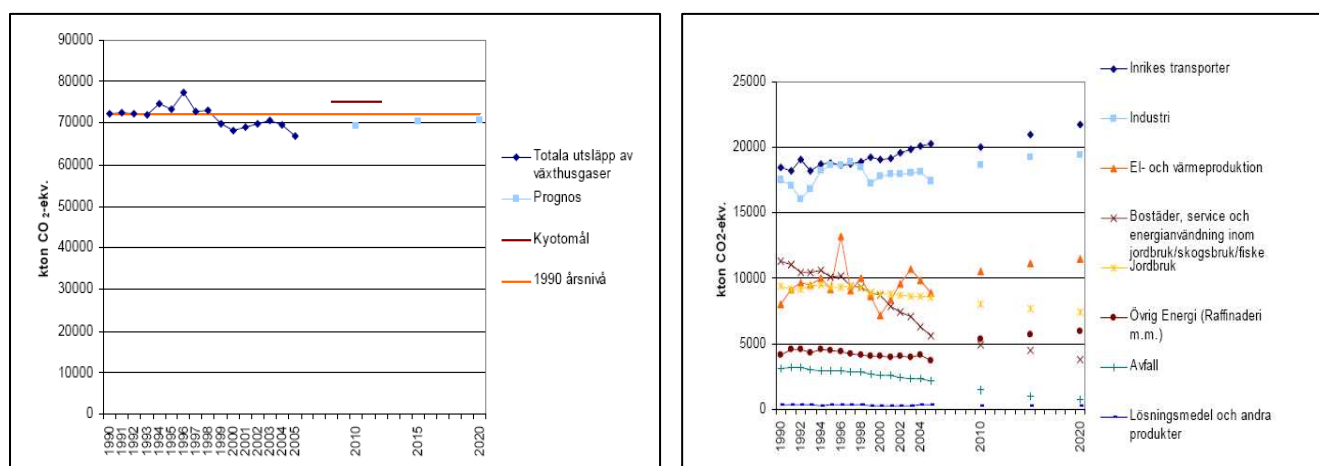 90000
80000
70000
60000
50000
40000
30000
20000
10000
0
kton CO2-ekv.
1990
1991
1992
1993
1994
1995
1996
1997
1998
1999
2000
2001
2002
2003
2004
2005
2010
2015
2020
Totala utsläpp av
växthusgaser
Prognos
Kyotomål
1990 årsnivå
25000
20000
15000
10000
5000
0
kton CO2-ekv.
1990
1992
1994
1996
1998
2000
2002
2004
2010
2020
Inrikes transporter
Industri
El- och värmeproduktion
Bostäder, service och
energianvändning inom
jordbruk/skogsbruk/fiske
Jordbruk
Övrig Energi (Raffinaderi
m.m.)
Avfall
Lösningsmedel och andra
produkter